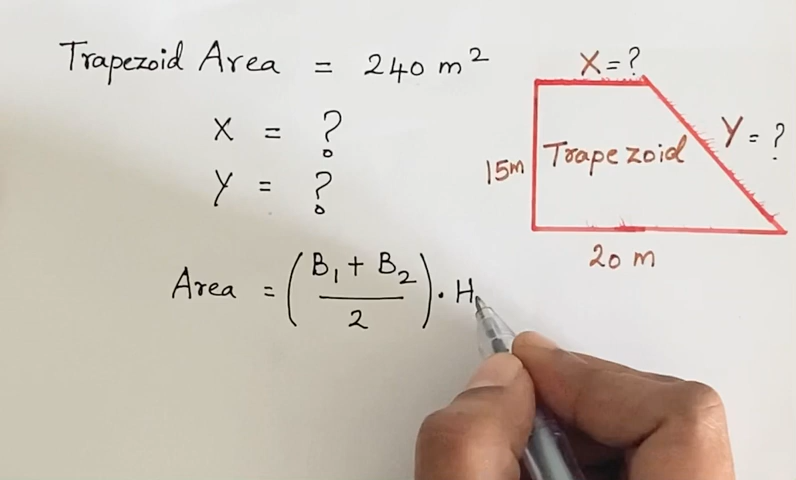 Trapezoid Area = 240 m²
X = ?
Y = ?
Area = (B₁ + B₂ / 2) · H
X = ?
Y = ?
15m
Trapezoid
20 m